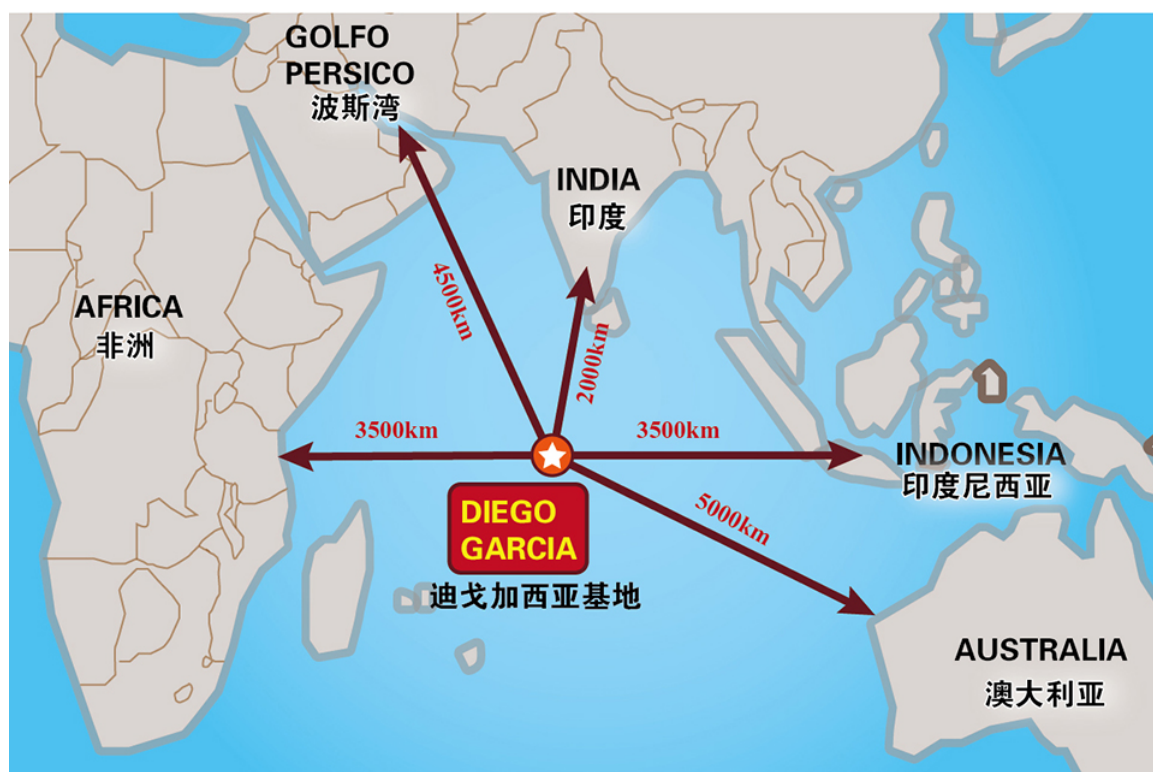 GOLFO
PERSICO
波斯湾
INDIA
印度
4500km
2000km
AFRICA
非洲
3500km
3500km
INDONESIA
印度尼西亚
DIEGO
GARCIA
迪戈加西亚基地
5000km
AUSTRALIA
澳大利亚